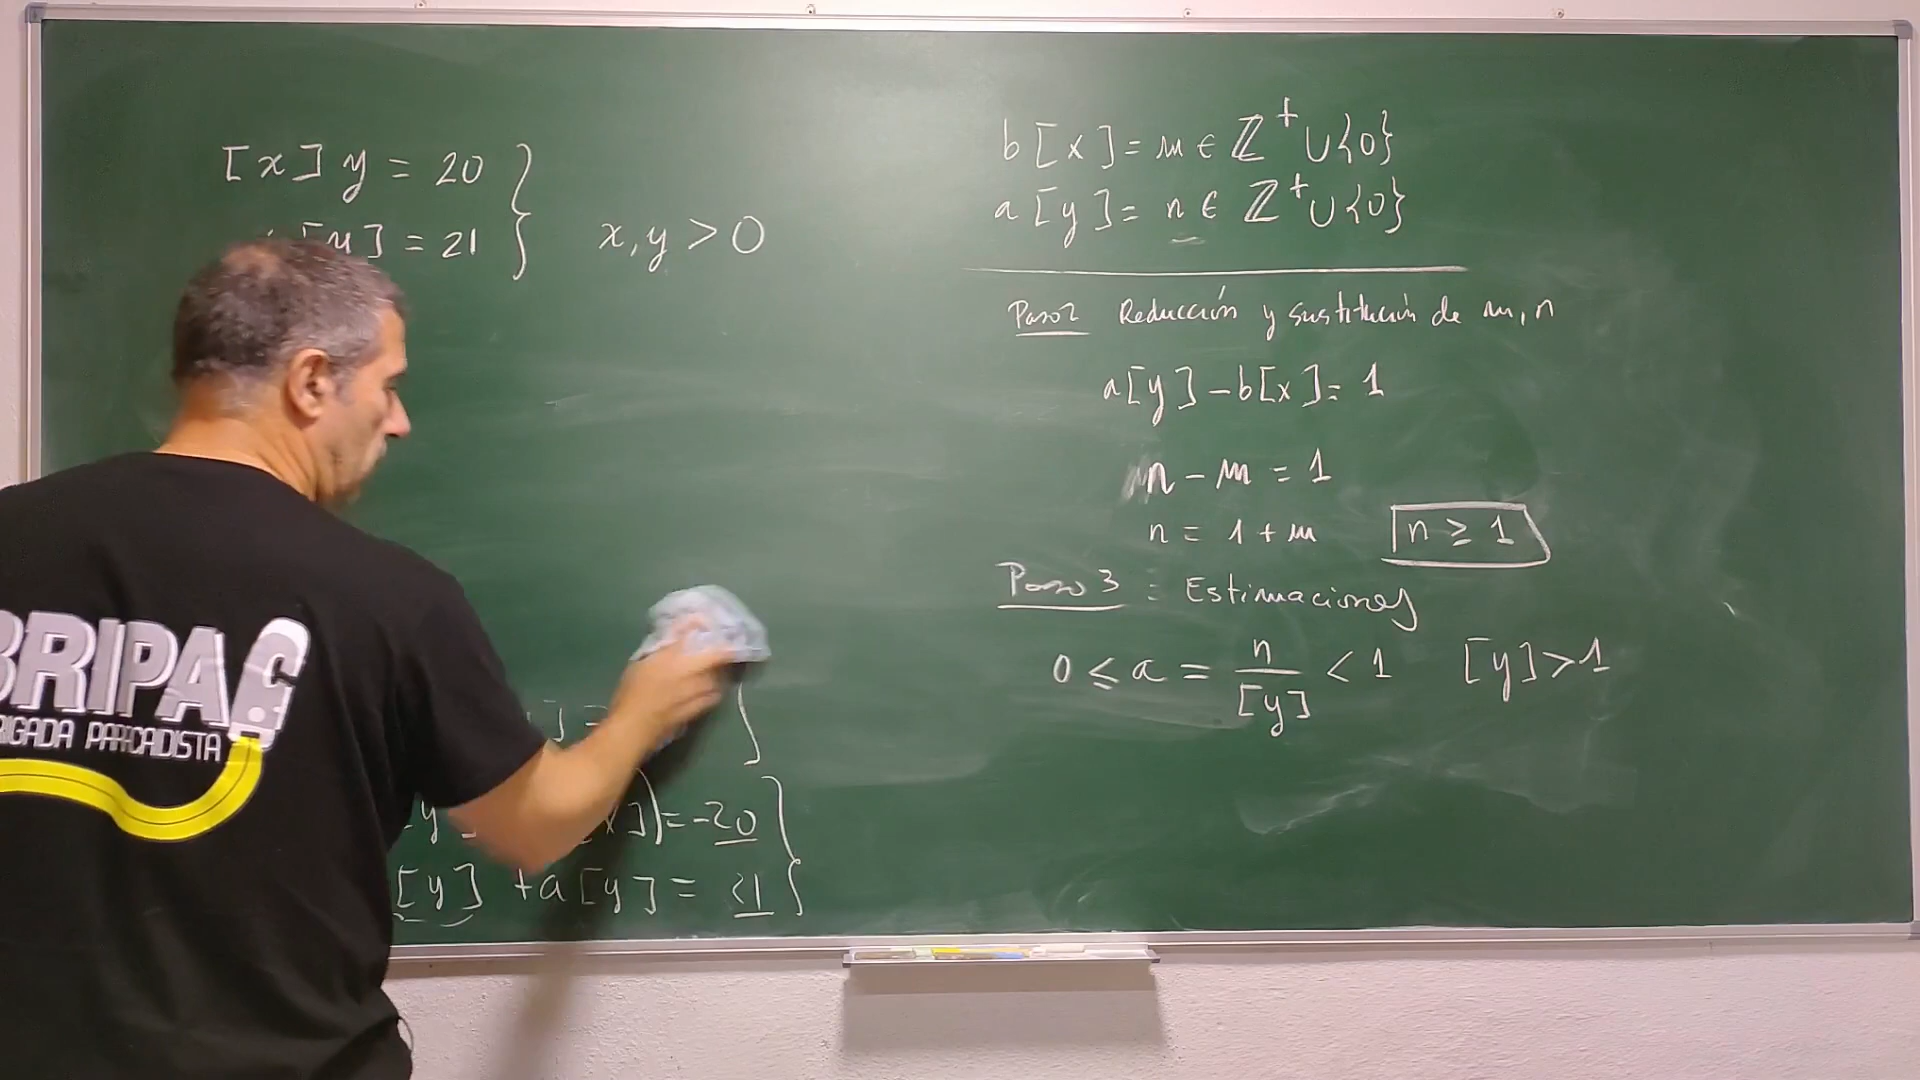 [x] y = 20
[y] = 21
x, y > 0
] =
[x]) = -20
[y] + a[y] = 21
b[x] = m ∈ ℤ⁺ ∪ {0}
a[y] = n ∈ ℤ⁺ ∪ {0}
Paso 2 Reducción y sustitución de m, n
a[y] - b[x] = 1
n - m = 1
n = 1 + m
n ≥ 1
Paso 3 : Estimaciones
0 ≤ a = n/[y] < 1 [y] > 1
BRIPAC
BRIGADA PARACAIDISTA